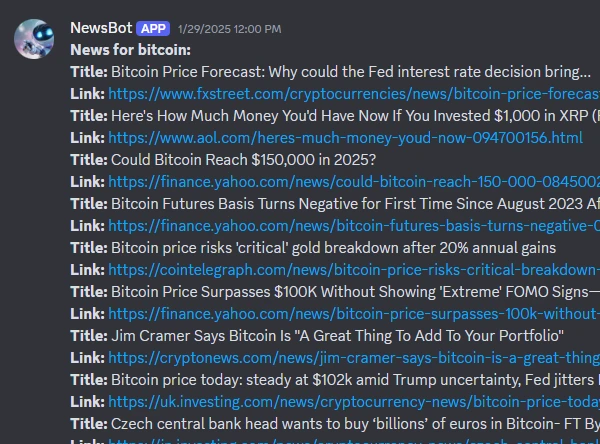 NewsBot APP 1/29/2025 12:00 PM
News for bitcoin:
Title: Bitcoin Price Forecast: Why could the Fed interest rate decision bring...
Link: https://www.fxstreet.com/cryptocurrencies/news/bitcoin-price-forecas
Title: Here's How Much Money You'd Have Now If You Invested $1,000 in XRP (
Link: https://www.aol.com/heres-much-money-youd-now-094700156.html
Title: Could Bitcoin Reach $150,000 in 2025?
Link: https://finance.yahoo.com/news/could-bitcoin-reach-150-000-0845002
Title: Bitcoin Futures Basis Turns Negative for First Time Since August 2023 Af
Link: https://finance.yahoo.com/news/bitcoin-futures-basis-turns-negative-0
Title: Bitcoin price risks 'critical' gold breakdown after 20% annual gains
Link: https://cointelegraph.com/news/bitcoin-price-risks-critical-breakdown-
Title: Bitcoin Price Surpasses $100K Without Showing 'Extreme' FOMO Signs—
Link: https://finance.yahoo.com/news/bitcoin-price-surpasses-100k-without-
Title: Jim Cramer Says Bitcoin Is "A Great Thing To Add To Your Portfolio"
Link: https://cryptonews.com/news/jim-cramer-says-bitcoin-is-a-great-thing
Title: Bitcoin price today: steady at $102k amid Trump uncertainty, Fed jitters
Link: https://uk.investing.com/news/cryptocurrency-news/bitcoin-price-toda
Title: Czech central bank head wants to buy ‘billions’ of euros in Bitcoin- FT By